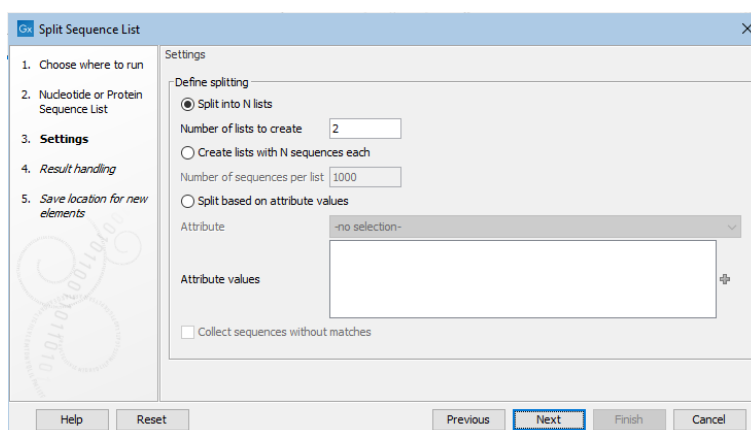 Gx Split Sequence List
1. Choose where to run
2. Nucleotide or Protein
Sequence List
3. Settings
4. Result handling
5. Save location for new
elements
Settings
Define splitting
Split into N lists
Number of lists to create 2
Create lists with N sequences each
Number of sequences per list 1000
Split based on attribute values
Attribute -no selection-
Attribute values
Collect sequences without matches
Help Reset Previous Next Finish Cancel